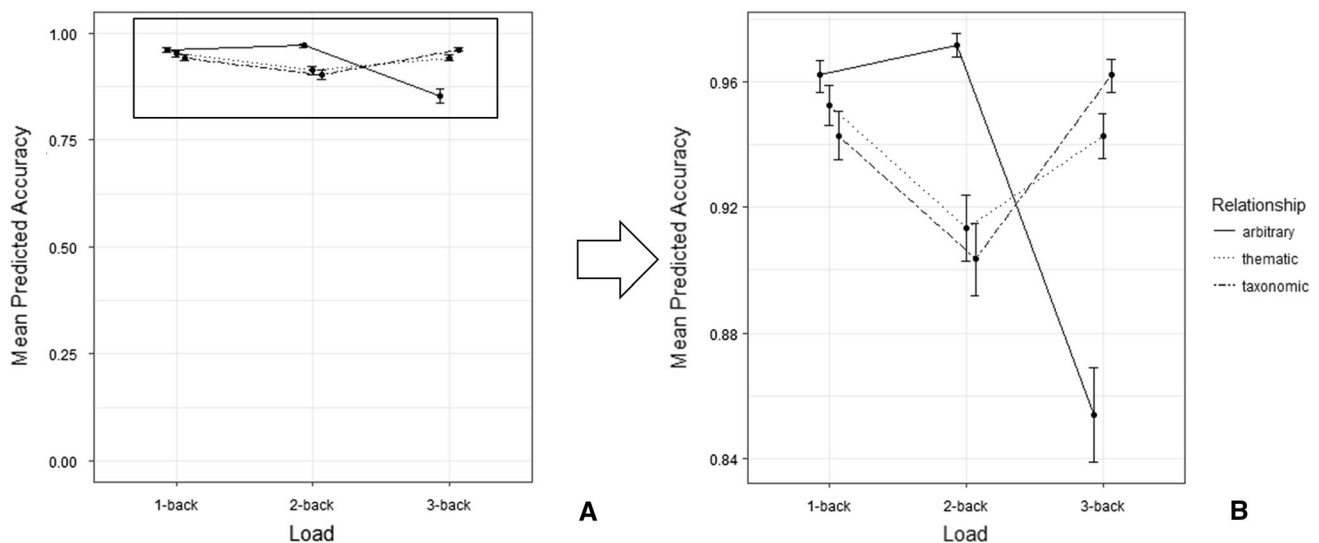 Mean Predicted Accuracy
1.00
0.75
0.50
0.25
0.00
1-back 2-back 3-back
Load
A
Mean Predicted Accuracy
0.96
0.92
0.88
0.84
1-back 2-back 3-back
Load
B
Relationship
arbitrary
thematic
taxonomic